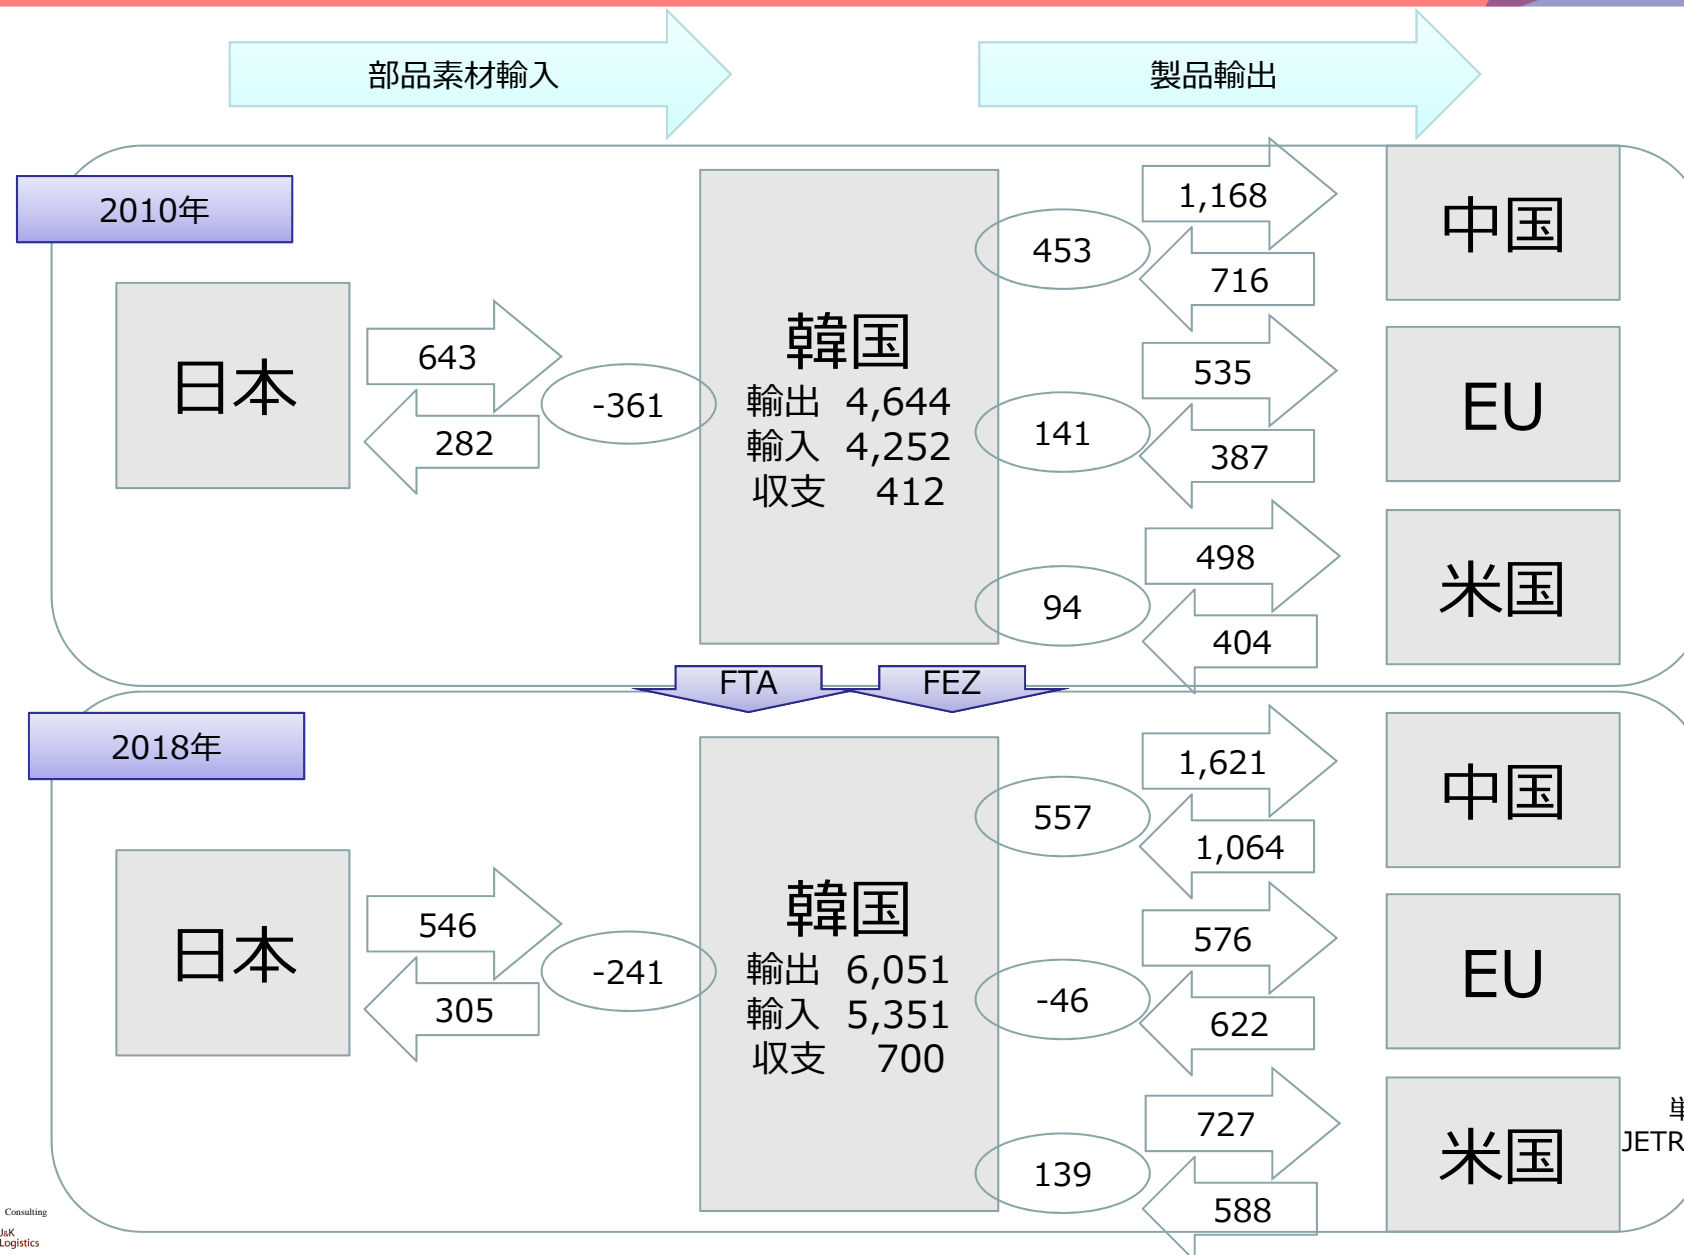 部品素材輸入
製品輸出
2010年
日本
643
282
-361
韓国
輸出 4,644
輸入 4,252
収支 412
453
1,168
716
中国
141
535
387
EU
94
498
404
米国
FTA
FEZ
2018年
日本
546
305
-241
韓国
輸出 6,051
輸入 5,351
収支 700
557
1,621
1,064
中国
-46
576
622
EU
139
727
588
米国
単
JETR
Consulting
J&K
Logistics